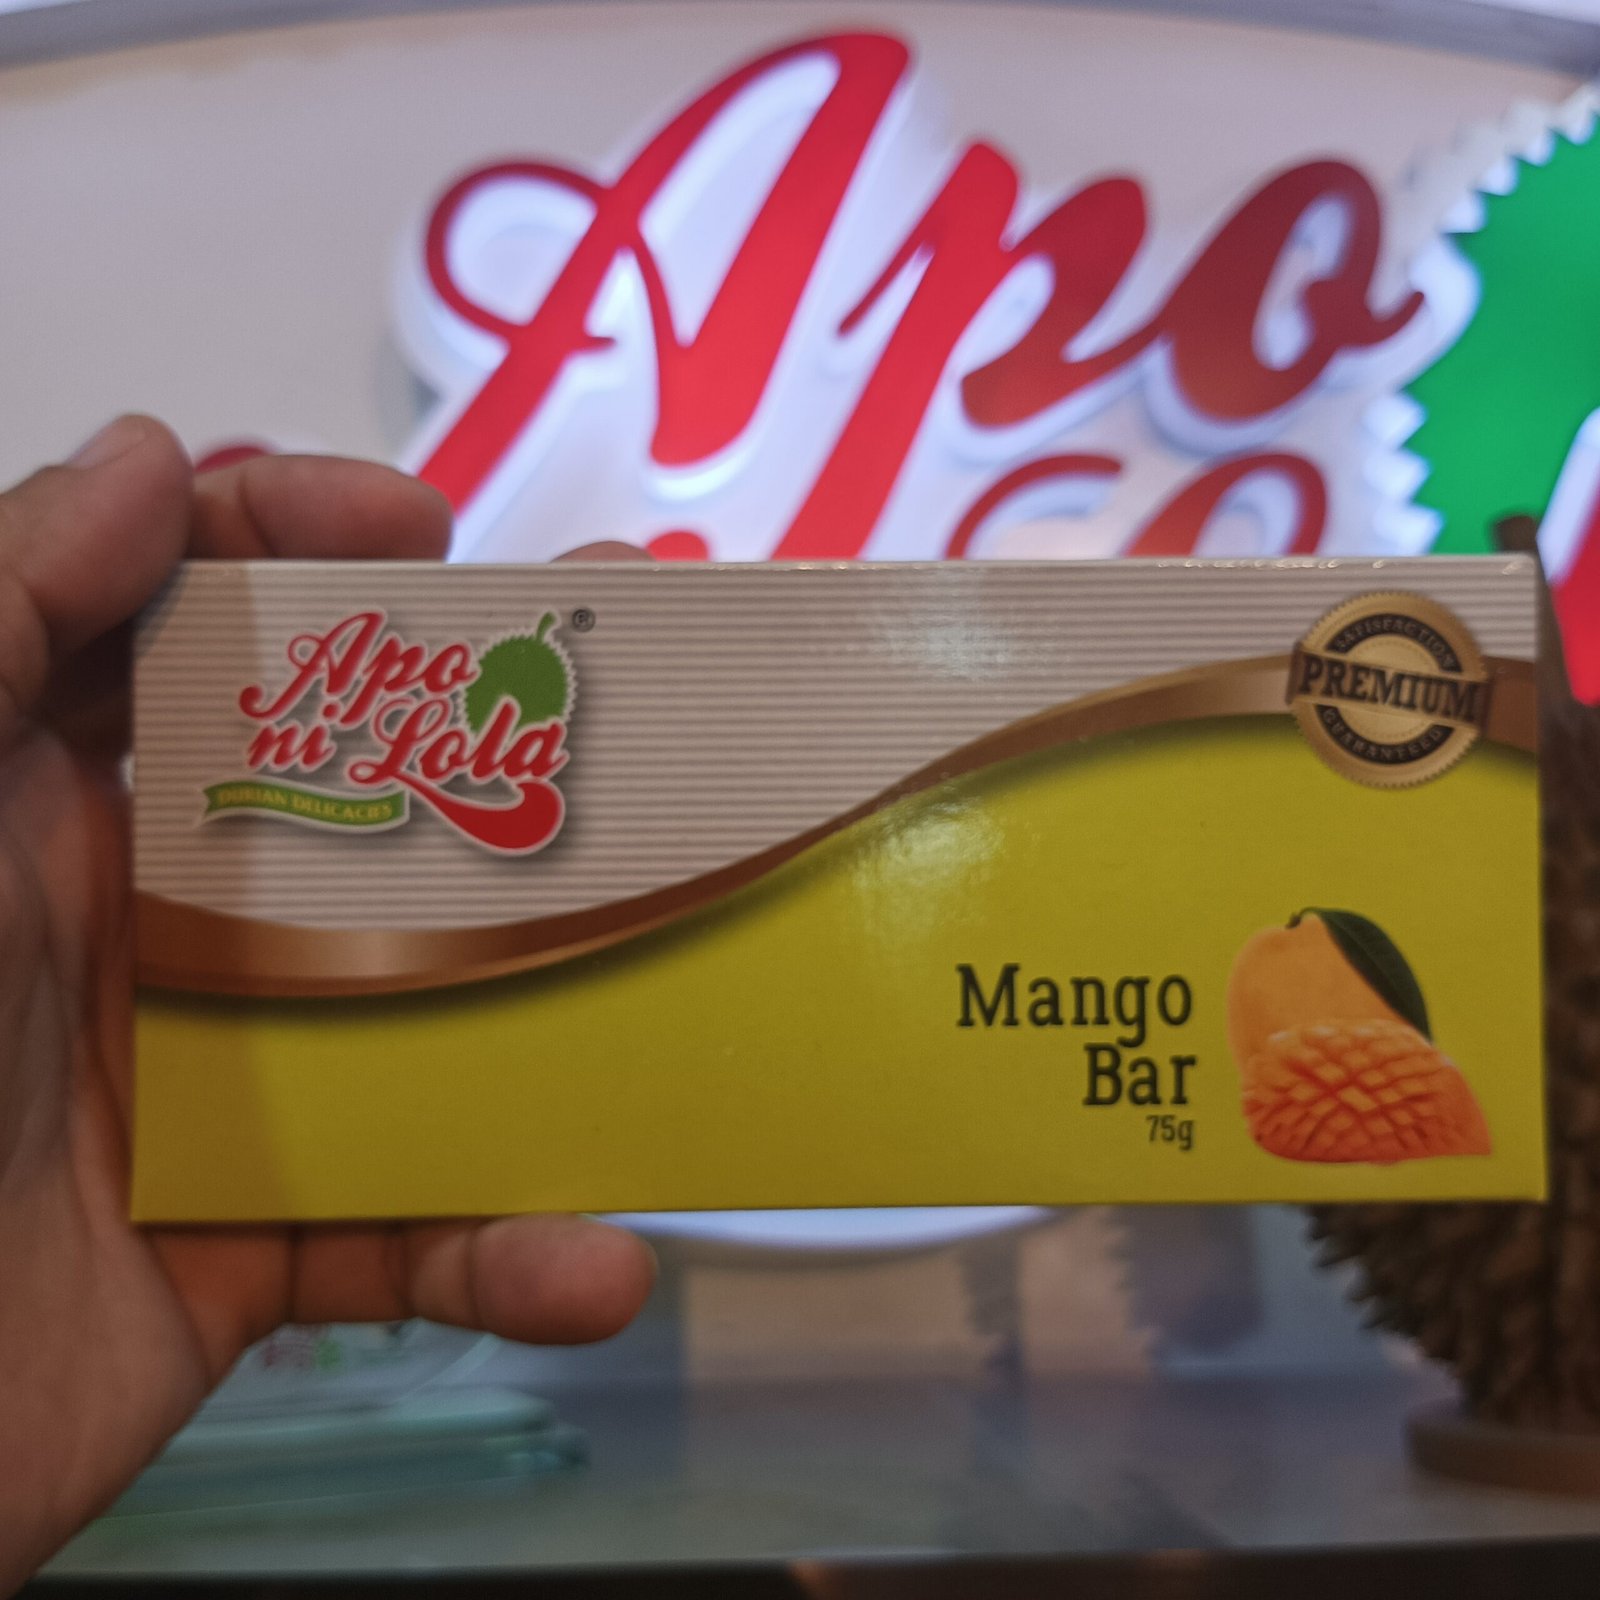 Apo
Apo
ni Lola
©
DURIAN DELICACIES
SATISFACTION
PREMIUM
GUARANTEED
Mango
Bar
75g